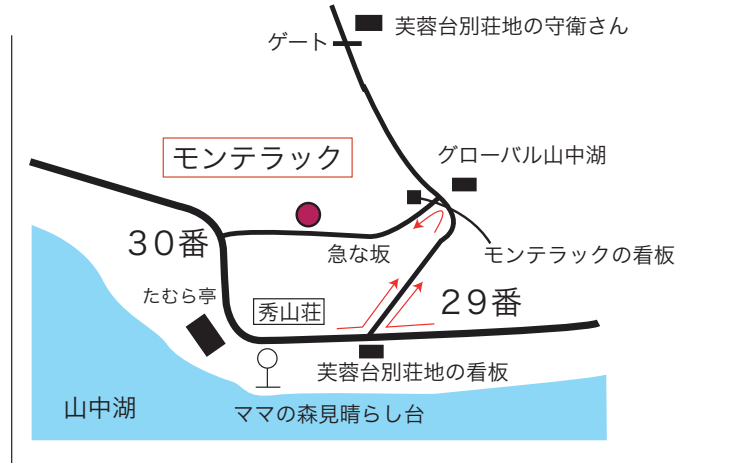 芙蓉台別荘地の守衛さん
ゲート
モンテラック
グローバル山中湖
30番
急な坂
モンテラックの看板
たむら亭
秀山荘
29番
芙蓉台別荘地の看板
山中湖
ママの森見晴らし台